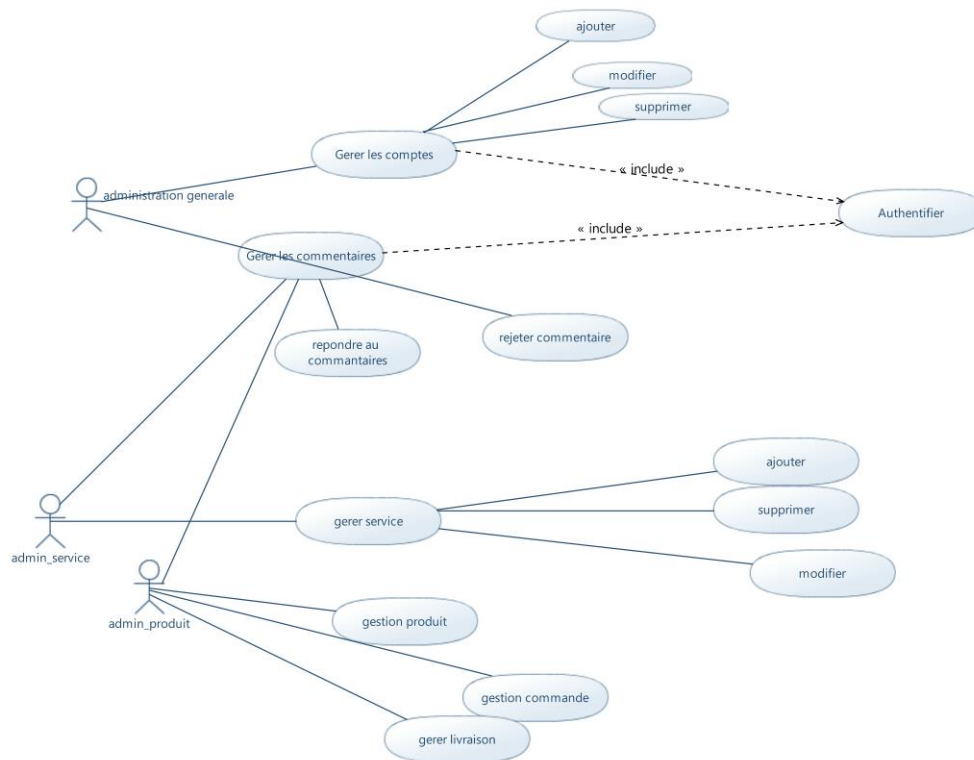 ajouter
modifier
supprimer
Gerer les comptes
« include »
administration generale
Authentifier
« include »
Gerer les commentaires
rejeter commentaire
repondre au
commantaires
ajouter
supprimer
gerer service
admin_service
modifier
admin_produit
gestion produit
gestion commande
gerer livraison